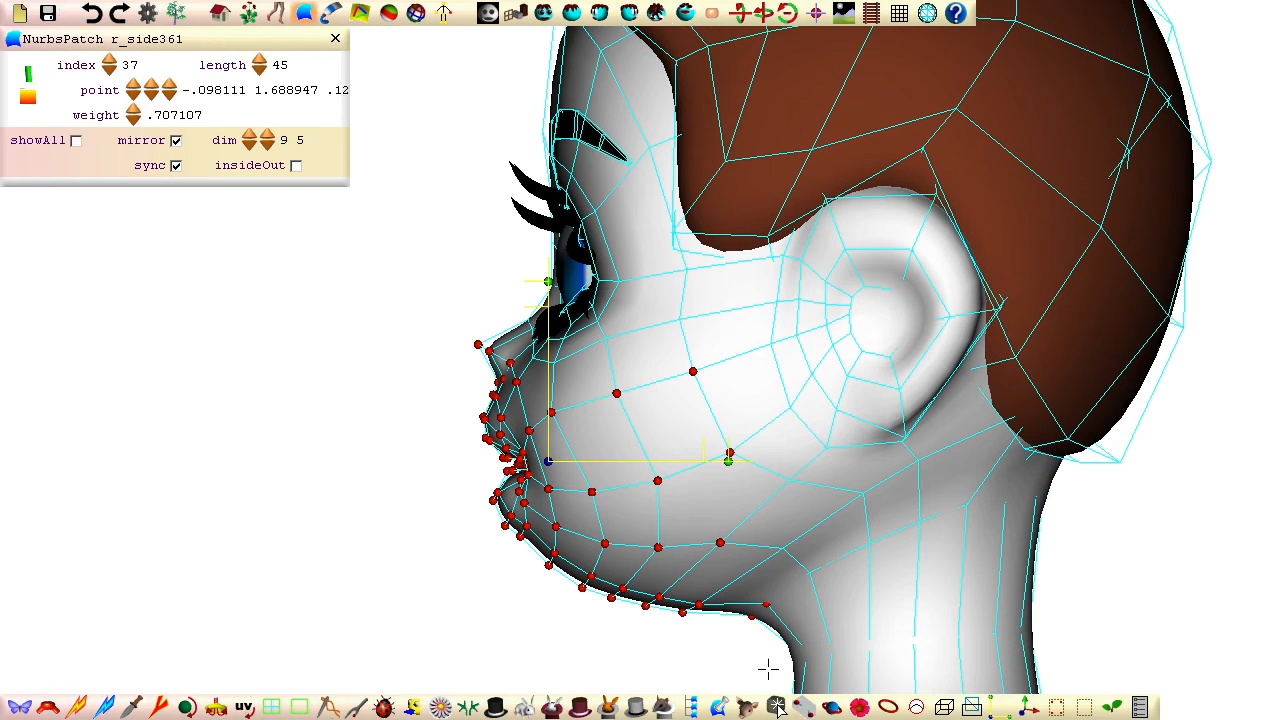 NurbsPatch r_side361
index 37 length 45
point -.098111 1.688947 .12
weight .707107
showAll mirror dim 9 5
sync insideOut
uv